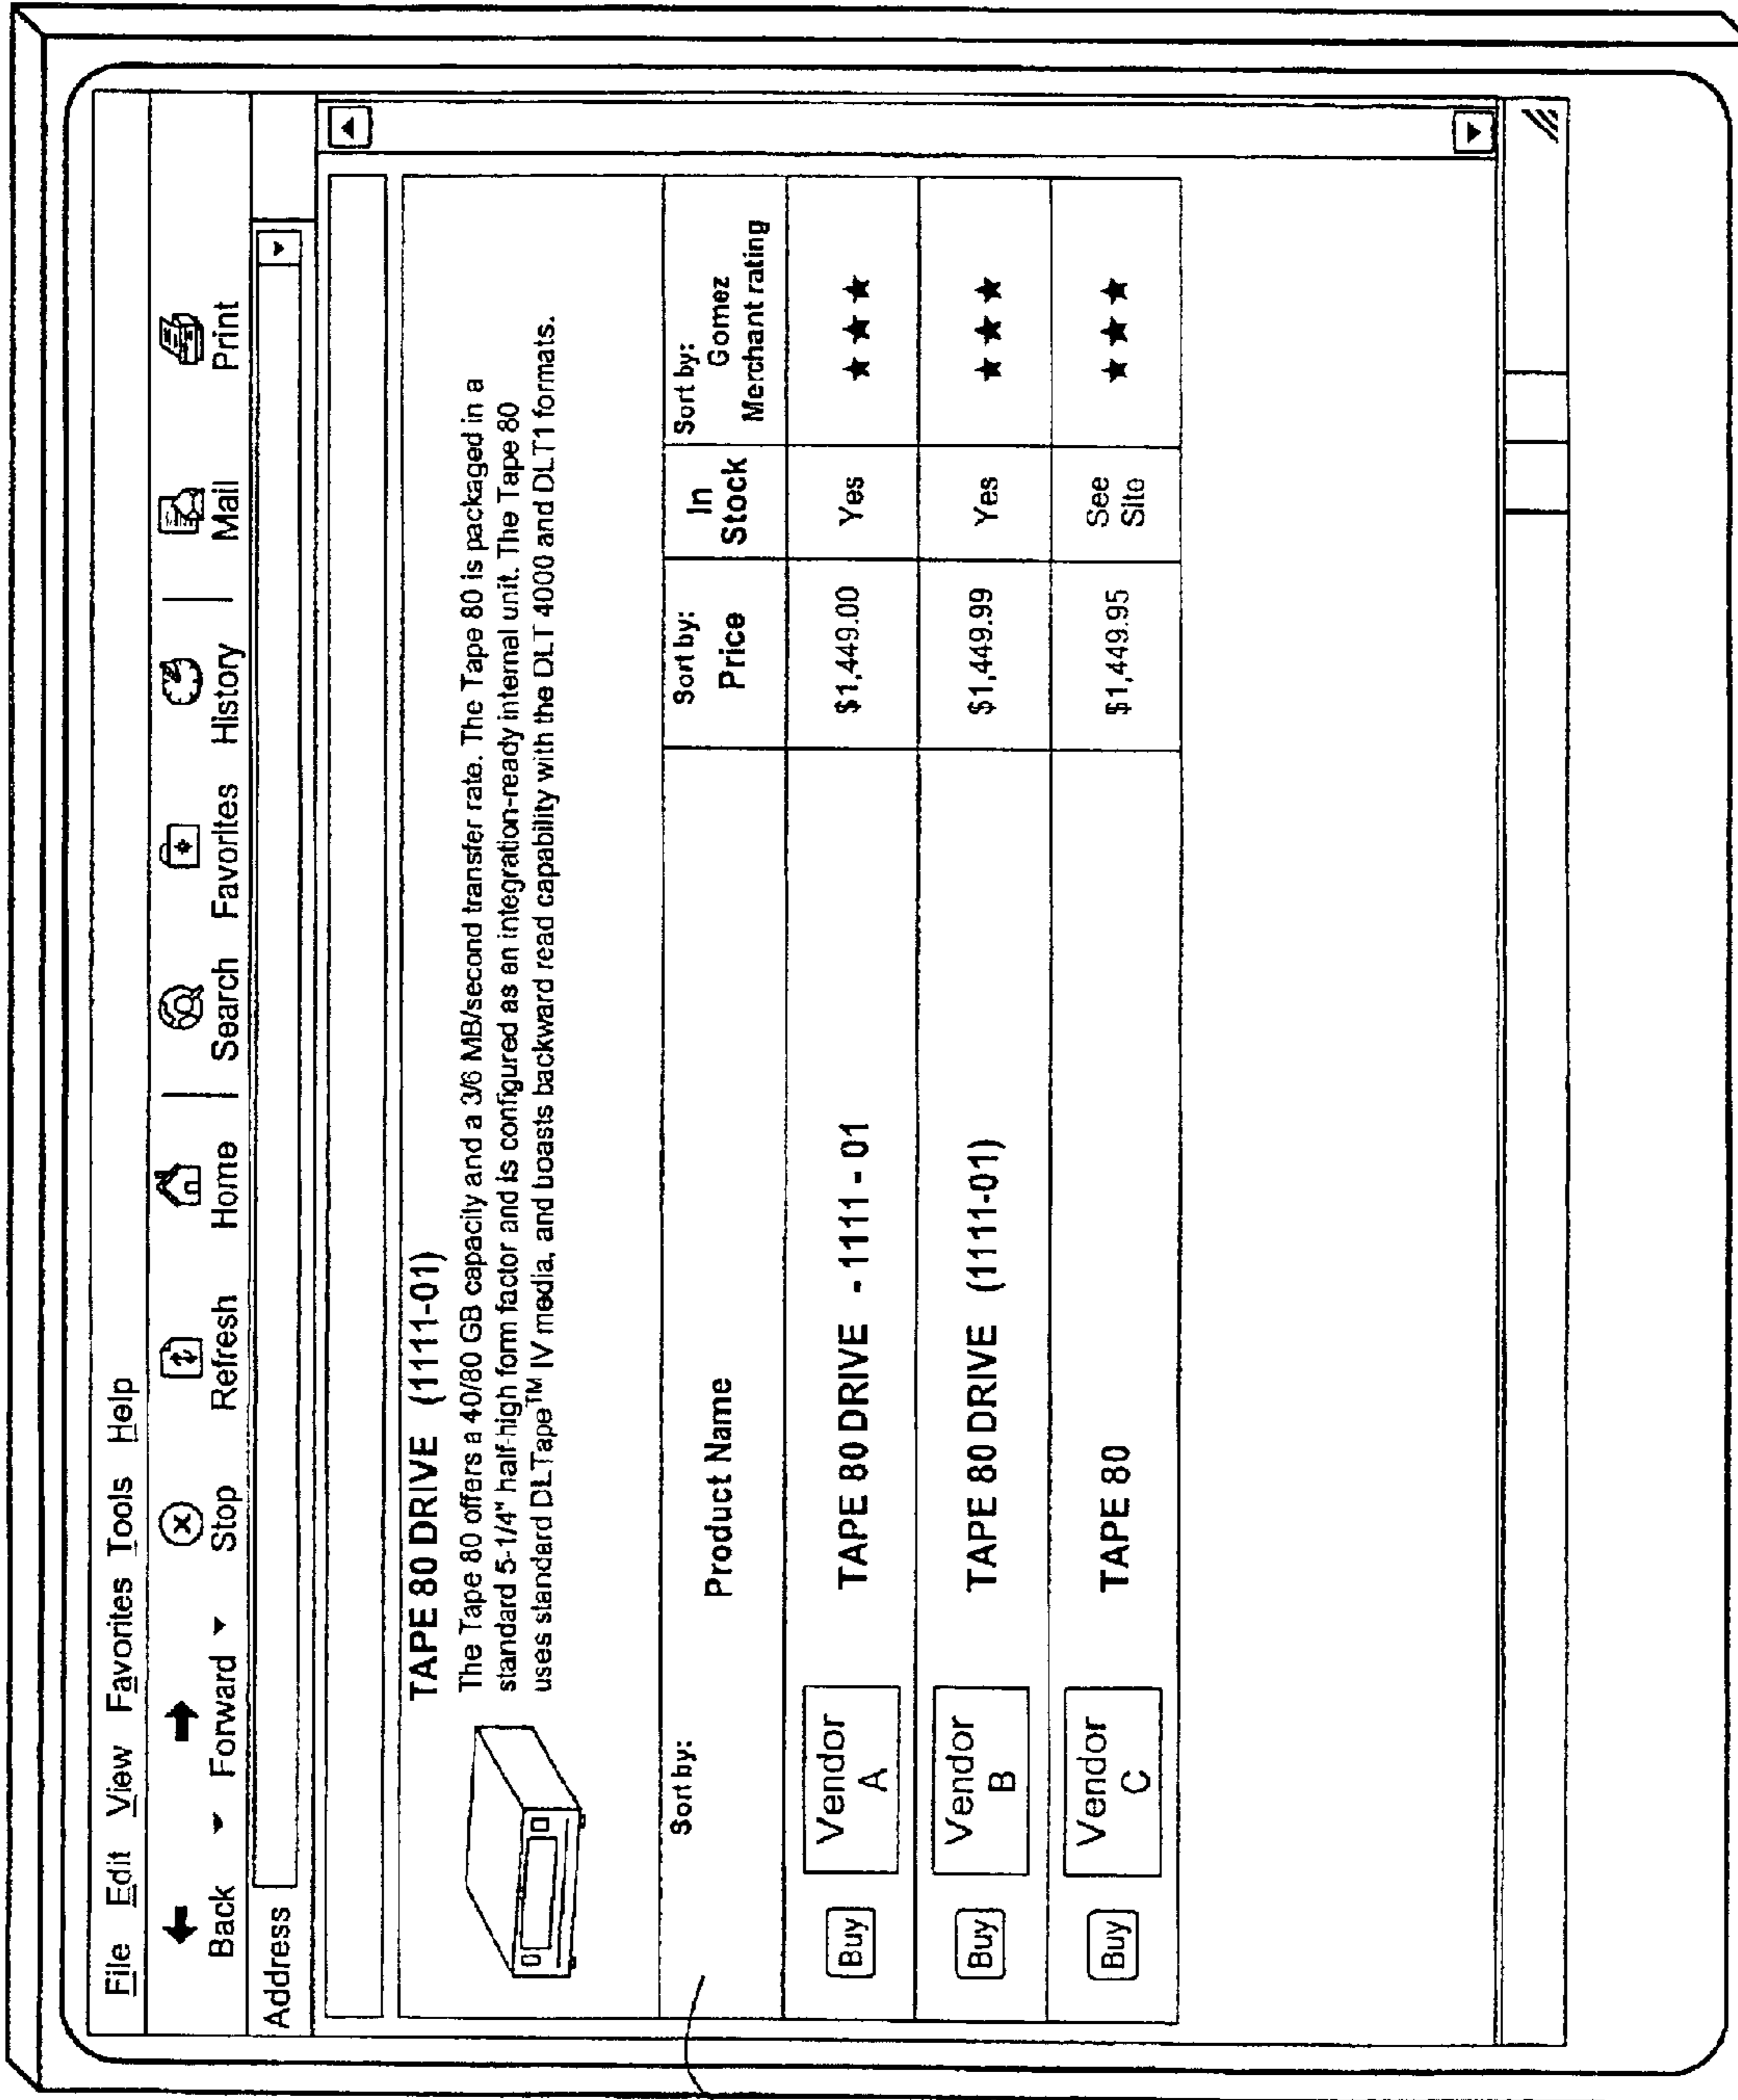 File Edit View Favorites Tools Help
Back Forward Stop Refresh Home Search Favorites History Mail Print
Address
TAPE 80 DRIVE (1111-01)
The Tape 80 offers a 40/80 GB capacity and a 3/6 MB/second transfer rate. The Tape 80 is packaged in a
standard 5-1/4" half-high form factor and is configured as an integration-ready internal unit. The Tape 80
uses standard DLTape™ IV media, and boasts backward read capability with the DLT 4000 and DLT1 formats.
Sort by: Product Name Sort by: Price In Stock Sort by: Gomez Merchant rating
Buy Vendor A TAPE 80 DRIVE - 1111 - 01 $1,449.00 Yes ★ ★ ★
Buy Vendor B TAPE 80 DRIVE (1111-01) $1,449.99 Yes ★ ★ ★
Buy Vendor C TAPE 80 $1,449.95 See Site ★ ★ ★